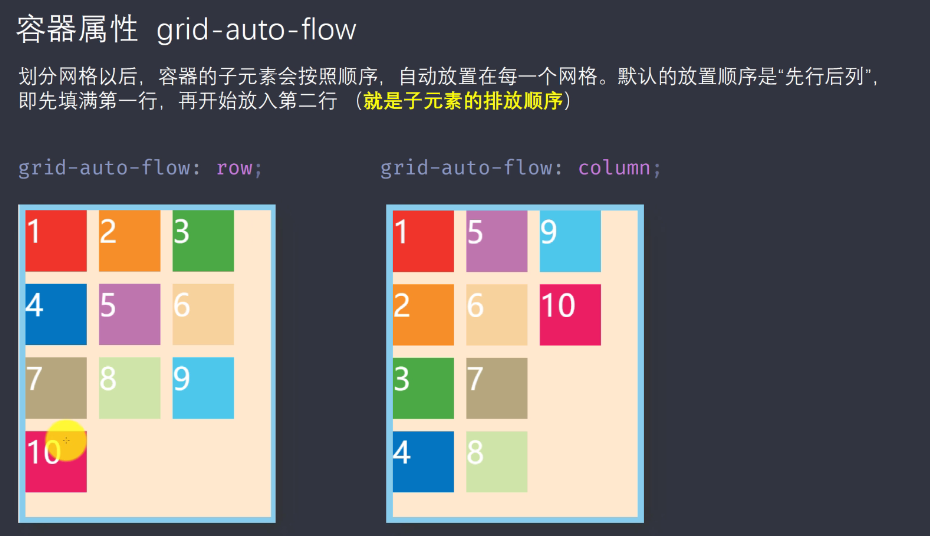 容器属性 grid-auto-flow
划分网格以后，容器的子元素会按照顺序，自动放置在每一个网格。默认的放置顺序是“先行后列”，
即先填满第一行，再开始放入第二行 （就是子元素的排放顺序）
grid-auto-flow: row;
grid-auto-flow: column;
1 2 3
4 5 6
7 8 9
10
1 5 9
2 6 10
3 7
4 8